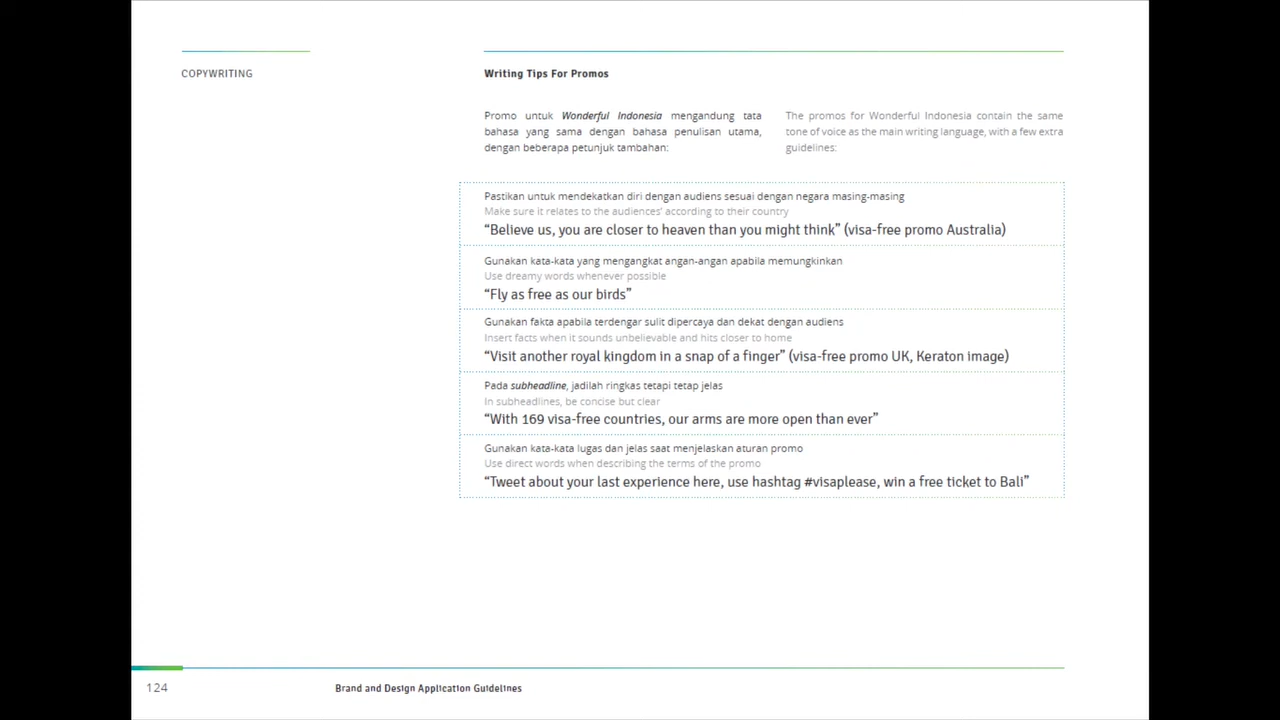 COPYWRITING
Writing Tips For Promos
Promo untuk Wonderful Indonesia mengandung tata
bahasa yang sama dengan bahasa penulisan utama,
dengan beberapa petunjuk tambahan:
The promos for Wonderful Indonesia contain the same
tone of voice as the main writing language, with a few extra
guidelines:
Pastikan untuk mendekatkan diri dengan audiens sesuai dengan negara masing-masing
Make sure it relates to the audiences’ according to their country
“Believe us, you are closer to heaven than you might think” (visa-free promo Australia)
Gunakan kata-kata yang mengangkat angan-angan apabila memungkinkan
Use dreamy words whenever possible
“Fly as free as our birds”
Gunakan fakta apabila terdengar sulit dipercaya dan dekat dengan audiens
Insert facts when it sounds unbelievable and hits closer to home
“Visit another royal kingdom in a snap of a finger” (visa-free promo UK, Keraton image)
Pada subheadline, jadilah ringkas tetapi tetap jelas
In subheadlines, be concise but clear
“With 169 visa-free countries, our arms are more open than ever”
Gunakan kata-kata lugas dan jelas saat menjelaskan aturan promo
Use direct words when describing the terms of the promo
“Tweet about your last experience here, use hashtag #visaplease, win a free ticket to Bali”
124
Brand and Design Application Guidelines